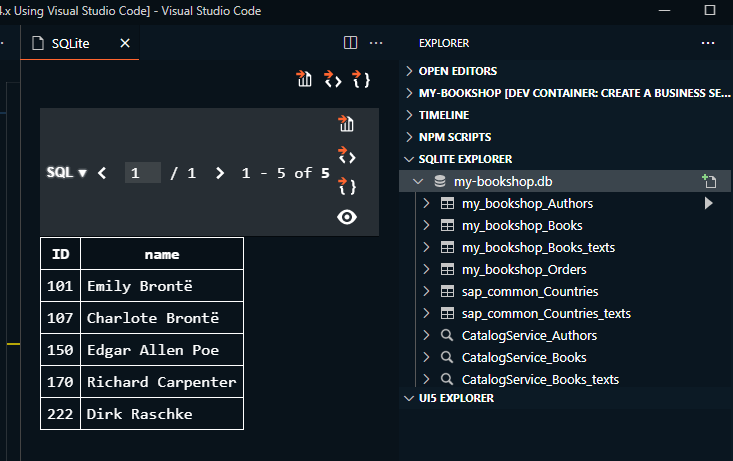 4.x Using Visual Studio Code] - Visual Studio Code
SQLite
SQL ▾ < 1 / 1 > 1 - 5 of 5
ID name
101 Emily Brontë
107 Charlote Brontë
150 Edgar Allen Poe
170 Richard Carpenter
222 Dirk Raschke
EXPLORER
OPEN EDITORS
MY-BOOKSHOP [DEV CONTAINER: CREATE A BUSINESS SE...
TIMELINE
NPM SCRIPTS
SQLITE EXPLORER
my-bookshop.db
my_bookshop_Authors
my_bookshop_Books
my_bookshop_Books_texts
my_bookshop_Orders
sap_common_Countries
sap_common_Countries_texts
CatalogService_Authors
CatalogService_Books
CatalogService_Books_texts
UI5 EXPLORER